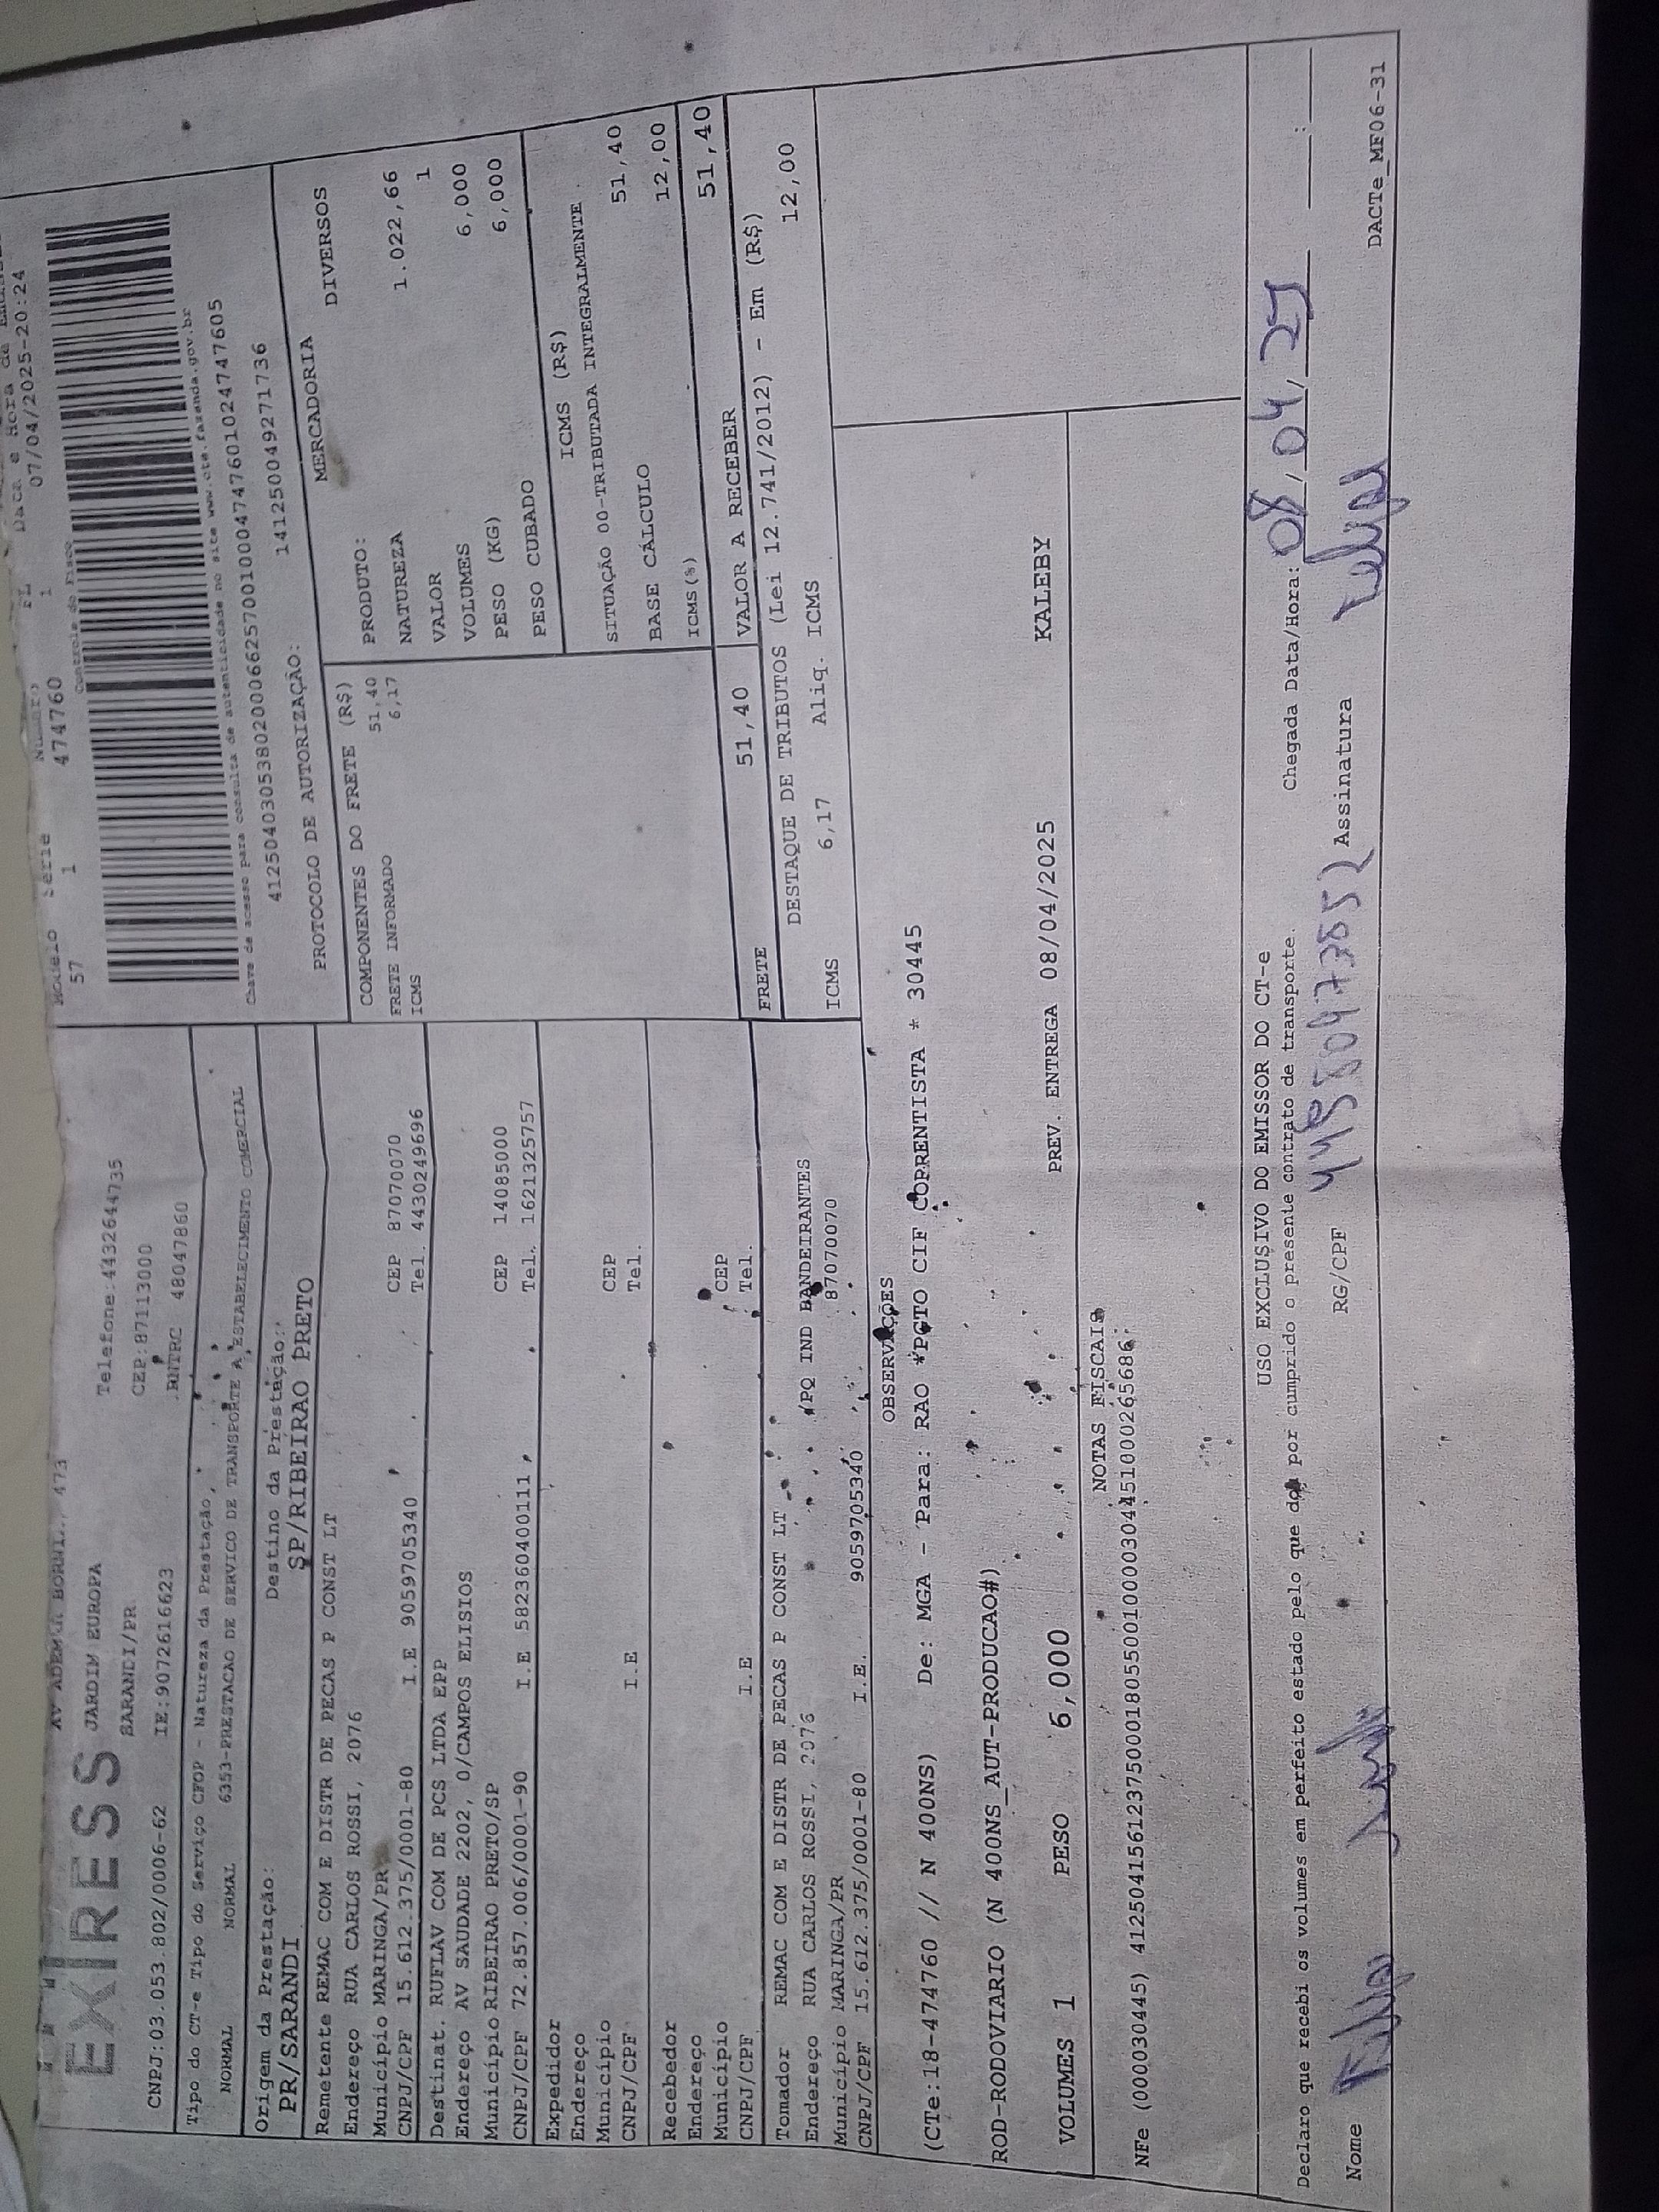 AV ADEMAR BORNI.. 473
EXPRESS JARDIM EUROPA Telefone:4432644735
SARANDI/PR CEP:87113000
CNPJ:03.053.802/0006-62 IE:9072616623 RNTRC 48047860
Tipo do CT-e Tipo do Serviço CFOP - Natureza da Prestação
NORMAL NORMAL 6353-PRESTACAO DE SERVICO DE TRANSPORTE A ESTABELECIMENTO COMERCIAL
Origem da Prestação: Destino da Prestação:
PR/SARANDI SP/RIBEIRAO PRETO
Modelo Série Número FL Data e Hora de
57 1 474760 1 07/04/2025-20:24
Controle do Fisco
Chave de acesso para consulta de autenticidade no site www.cte.fazenda.gov.br
41250403053802000662570010004747601024747605
PROTOCOLO DE AUTORIZAÇÃO: 141250049271736
Remetente REMAC COM E DISTR DE PECAS P CONST LT
Endereço RUA CARLOS ROSSI, 2076
Município MARINGA/PR CEP 87070070
CNPJ/CPF 15.612.375/0001-80 I.E 9059705340 Tel. 4430249696
Destinat. RUFLAV COM DE PCS LTDA EPP
Endereço AV SAUDADE 2202, 0/CAMPOS ELISIOS
Município RIBEIRAO PRETO/SP CEP 14085000
CNPJ/CPF 72.857.006/0001-90 I.E 582360400111 Tel. 1621325757
Expedidor
Endereço
Município CEP
CNPJ/CPF I.E Tel.
Recebedor
Endereço
Município CEP
CNPJ/CPF I.E Tel.
Tomador REMAC COM E DISTR DE PECAS P CONST LT
Endereço RUA CARLOS ROSSI, 2076 /PQ IND BANDEIRANTES
Município MARINGA/PR 87070070
CNPJ/CPF 15.612.375/0001-80 I.E. 9059705340
COMPONENTES DO FRETE (R$)
FRETE INFORMADO 51,40
ICMS 6,17
MERCADORIA
PRODUTO: DIVERSOS
NATUREZA
VALOR 1.022,66
VOLUMES 1
PESO (KG) 6,000
PESO CUBADO 6,000
ICMS (R$)
SITUAÇÃO 00-TRIBUTADA INTEGRALMENTE
BASE CÁLCULO 51,40
ICMS(%) 12,00
FRETE 51,40 VALOR A RECEBER 51,40
DESTAQUE DE TRIBUTOS (Lei 12.741/2012) - Em (R$)
ICMS 6,17 Aliq. ICMS 12,00
OBSERVAÇÕES
(CTe:18-474760 // N 400NS) De: MGA - Para: RAO *PGTO CIF CORRENTISTA * 30445
ROD-RODOVIARIO (N 400NS_AUT-PRODUCAO#)
VOLUMES 1 PESO 6,000 PREV. ENTREGA 08/04/2025 KALEBY
NOTAS FISCAIS
NFe (000030445) 41250415612375000180550010000304451000265686
USO EXCLUSIVO DO EMISSOR DO CT-e
Declaro que recebi os volumes em perfeito estado pelo que dou por cumprido o presente contrato de transporte. Chegada Data/Hora: 08/04/25 :
Nome RG/CPF Assinatura
DACTe_MF06-31